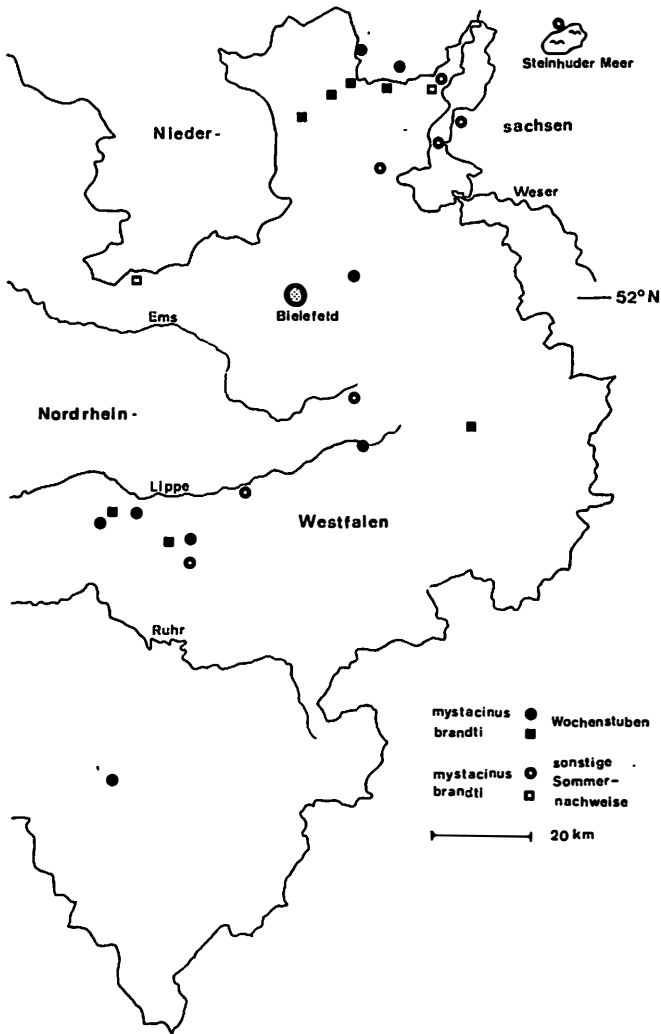 Steinhuder Meer
Nieder-
sachsen
Weser
52°N
Bielefeld
Ems
Nordrhein-
Lippe
Westfalen
Ruhr
mystacinus
brandti
Wochenstuben
mystacinus
brandti
sonstige
Sommer-
nachweise
20 km